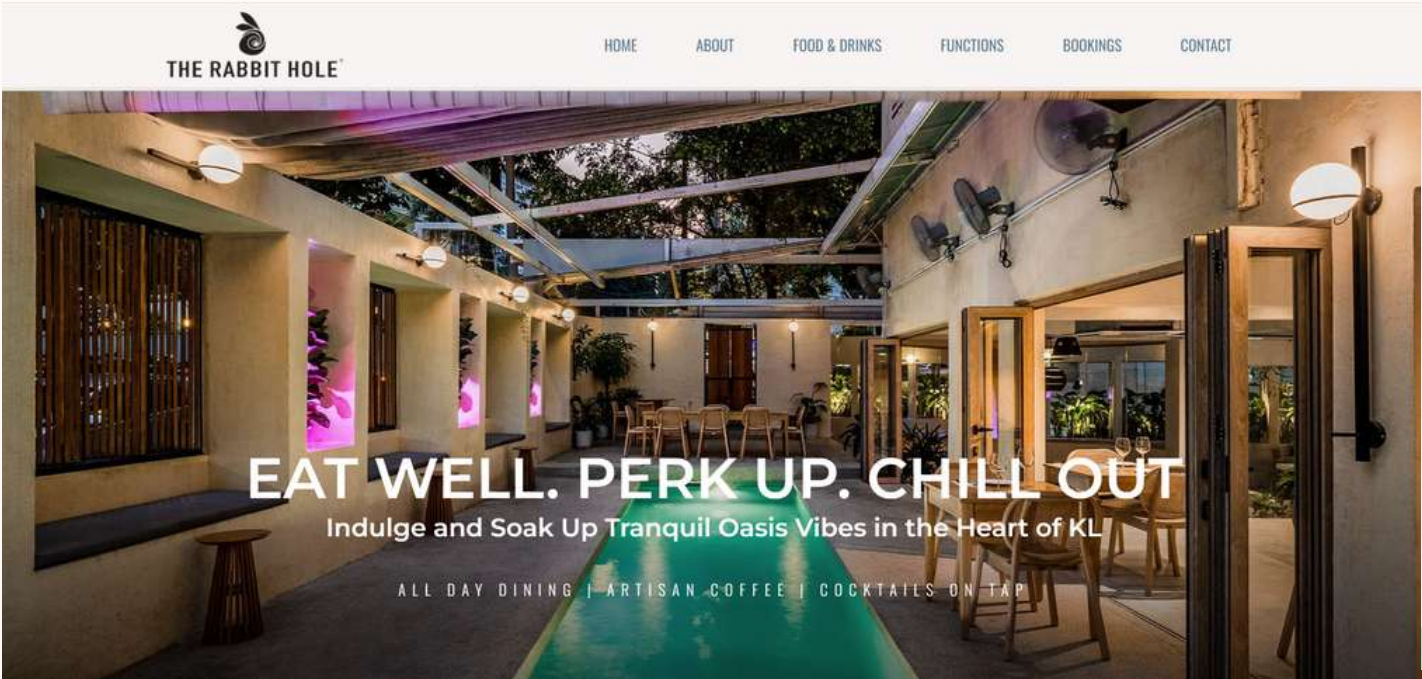 THE RABBIT HOLE
HOME ABOUT FOOD & DRINKS FUNCTIONS BOOKINGS CONTACT
EAT WELL. PERK UP. CHILL OUT
Indulge and Soak Up Tranquil Oasis Vibes in the Heart of KL
ALL DAY DINING | ARTISAN COFFEE | COCKTAILS ON TAP